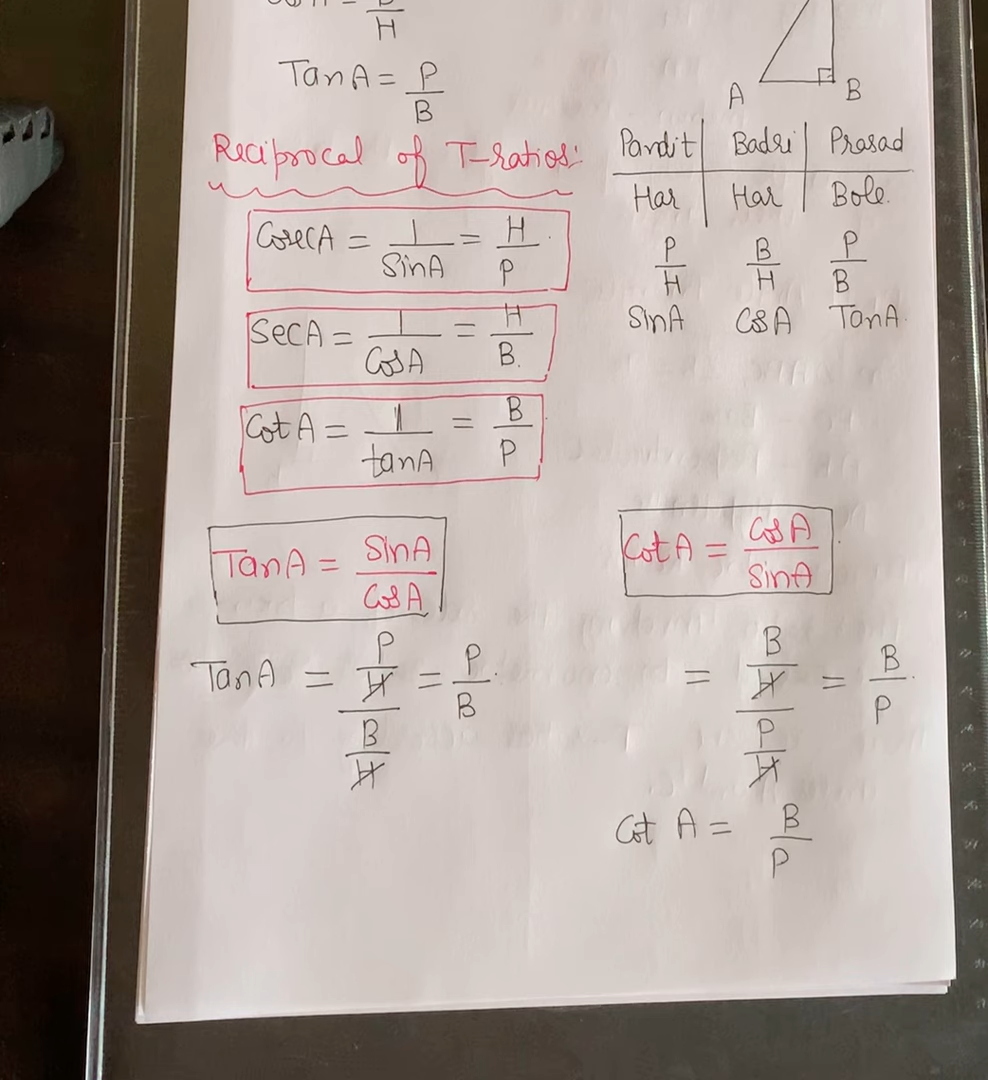 H
TanA = P/B
A B
Reciprocal of T-ratios:
Pandit | Badri | Prasad
Har | Har | Bole.
P/H B/H P/B
SinA CosA TanA.
CosecA = 1/SinA = H/P
SecA = 1/CosA = H/B.
Cot A = 1/tanA = B/P
TanA = SinA/CosA
Cot A = CosA/SinA
TanA = P/H / B/H = P/B.
= B/H / P/H = B/P.
Cot A = B/P